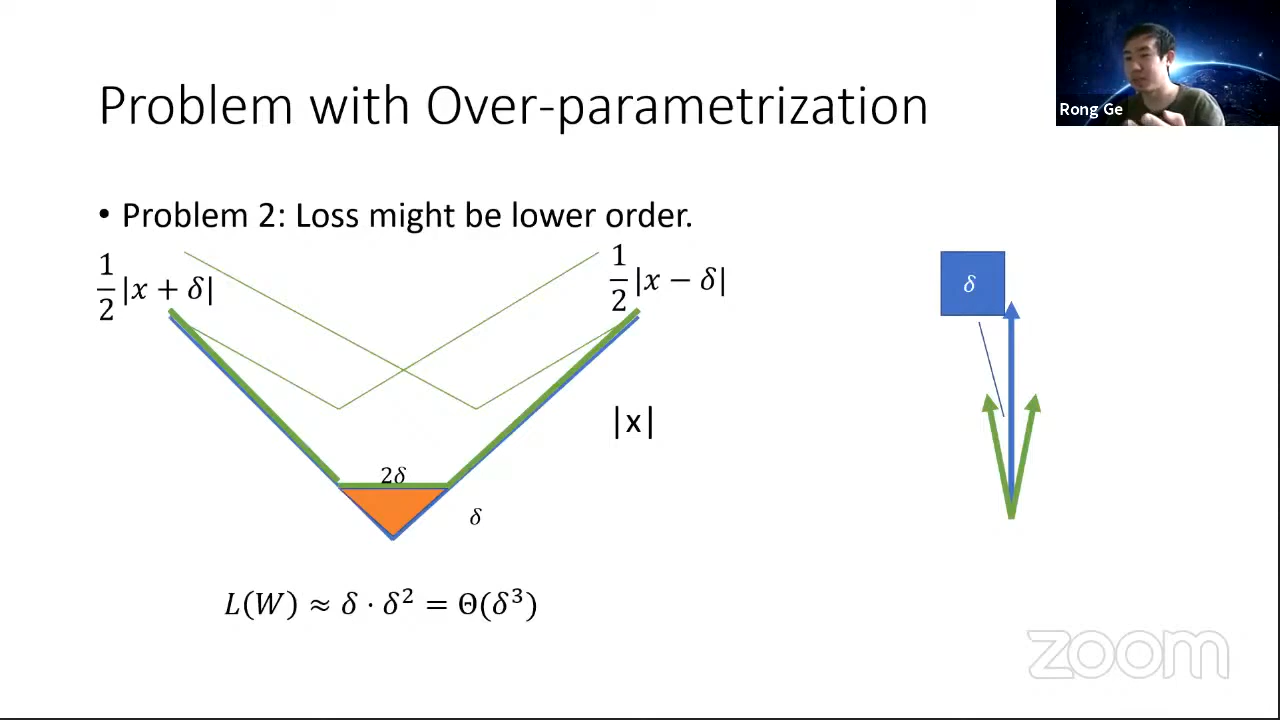 Problem with Over-parametrization
Rong Ge
• Problem 2: Loss might be lower order.
1/2 |x + δ|
1/2 |x − δ|
δ
|x|
2δ
δ
L(W) ≈ δ · δ² = Θ(δ³)
zoom